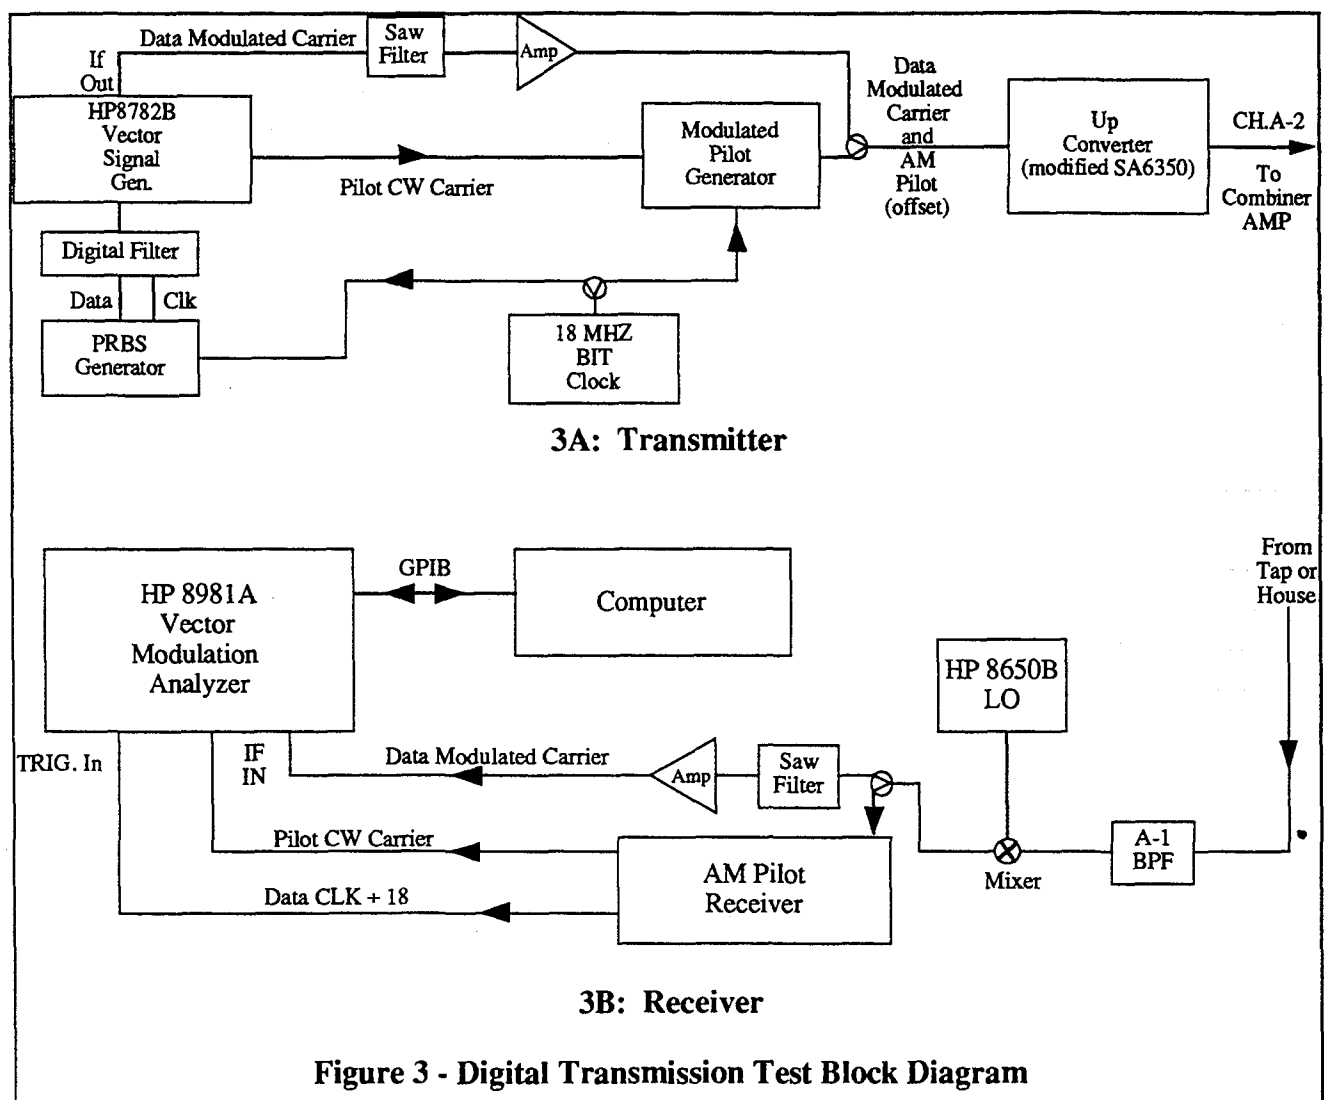 Data Modulated Carrier
If
Out
Saw
Filter
Amp
HP8782B
Vector
Signal
Gen.
Pilot CW Carrier
Modulated
Pilot
Generator
Data
Modulated
Carrier
and
AM
Pilot
(offset)
Up
Converter
(modified SA6350)
CH.A-2
To
Combiner
AMP
Digital Filter
Data
Clk
PRBS
Generator
18 MHZ
BIT
Clock
3A: Transmitter
HP 8981A
Vector
Modulation
Analyzer
GPIB
Computer
From
Tap or
House
HP 8650B
LO
TRIG. In
IF
IN
Data Modulated Carrier
Amp
Saw
Filter
Pilot CW Carrier
Data CLK + 18
AM Pilot
Receiver
Mixer
A-1
BPF
3B: Receiver
Figure 3 - Digital Transmission Test Block Diagram